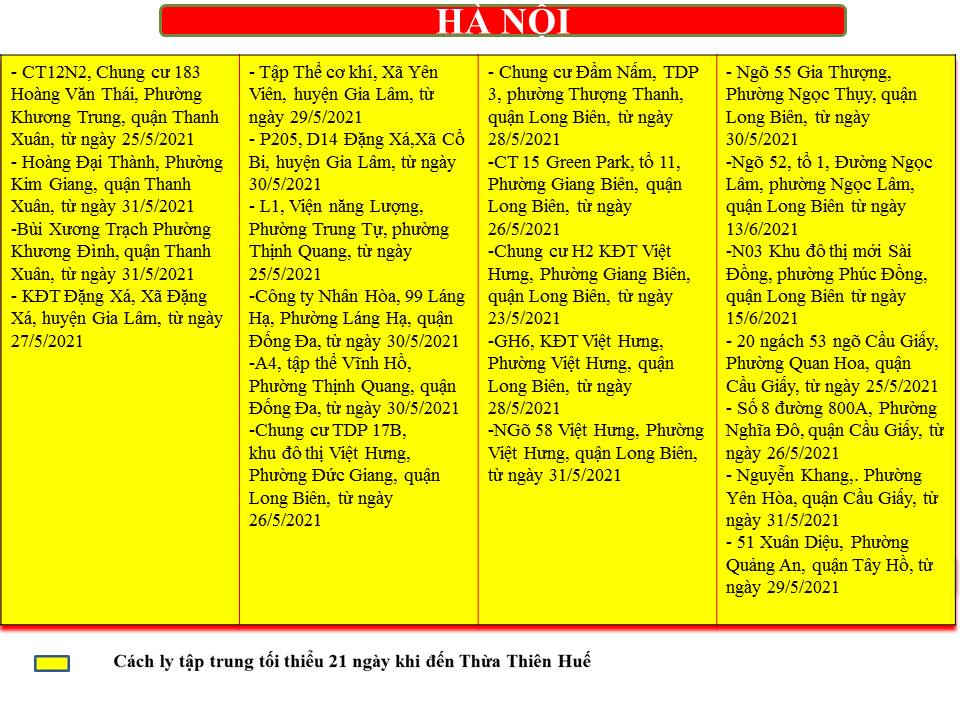 HÀ NỘI
- CT12N2, Chung cư 183
Hoàng Văn Thái, Phường
Khương Trung, quận Thanh
Xuân, từ ngày 25/5/2021
- Hoàng Đại Thành, Phường
Kim Giang, quận Thanh
Xuân, từ ngày 31/5/2021
-Bùi Xương Trạch Phường
Khương Đình, quận Thanh
Xuân, từ ngày 31/5/2021
- KĐT Đặng Xá, Xã Đặng
Xá, huyện Gia Lâm, từ ngày
27/5/2021
- Tập Thể cơ khí, Xã Yên
Viên, huyện Gia Lâm, từ
ngày 29/5/2021
- P205, D14 Đặng Xá,Xã Cổ
Bi, huyện Gia Lâm, từ ngày
30/5/2021
- L1, Viện năng Lượng,
Phường Trung Tự, phường
Thịnh Quang, từ ngày
25/5/2021
-Công ty Nhân Hòa, 99 Láng
Hạ, Phường Láng Hạ, quận
Đống Đa, từ ngày 30/5/2021
-A4, tập thể Vĩnh Hồ,
Phường Thịnh Quang, quận
Đống Đa, từ ngày 30/5/2021
-Chung cư TDP 17B,
khu đô thị Việt Hưng,
Phường Đức Giang, quận
Long Biên, từ ngày
26/5/2021
- Chung cư Đầm Nấm, TDP
3, phường Thượng Thanh,
quận Long Biên, từ ngày
28/5/2021
-CT 15 Green Park, tổ 11,
Phường Giang Biên, quận
Long Biên, từ ngày
26/5/2021
-Chung cư H2 KĐT Việt
Hưng, Phường Giang Biên,
quận Long Biên, từ ngày
23/5/2021
-GH6, KĐT Việt Hưng,
Phường Việt Hưng, quận
Long Biên, từ ngày
28/5/2021
-NGõ 58 Việt Hưng, Phường
Việt Hưng, quận Long Biên,
từ ngày 31/5/2021
- Ngõ 55 Gia Thượng,
Phường Ngọc Thụy, quận
Long Biên, từ ngày
30/5/2021
-Ngõ 52, tổ 1, Đường Ngọc
Lâm, phường Ngọc Lâm,
quận Long Biên từ ngày
13/6/2021
-N03 Khu đô thị mới Sài
Đồng, phường Phúc Đồng,
quận Long Biên từ ngày
15/6/2021
- 20 ngách 53 ngõ Cầu Giấy,
Phường Quan Hoa, quận
Cầu Giấy, từ ngày 25/5/2021
- Số 8 đường 800A, Phường
Nghĩa Đô, quận Cầu Giấy, từ
ngày 26/5/2021
- Nguyễn Khang,. Phường
Yên Hòa, quận Cầu Giấy, từ
ngày 31/5/2021
- 51 Xuân Diệu, Phường
Quảng An, quận Tây Hồ, từ
ngày 29/5/2021
Cách ly tập trung tối thiểu 21 ngày khi đến Thừa Thiên Huế